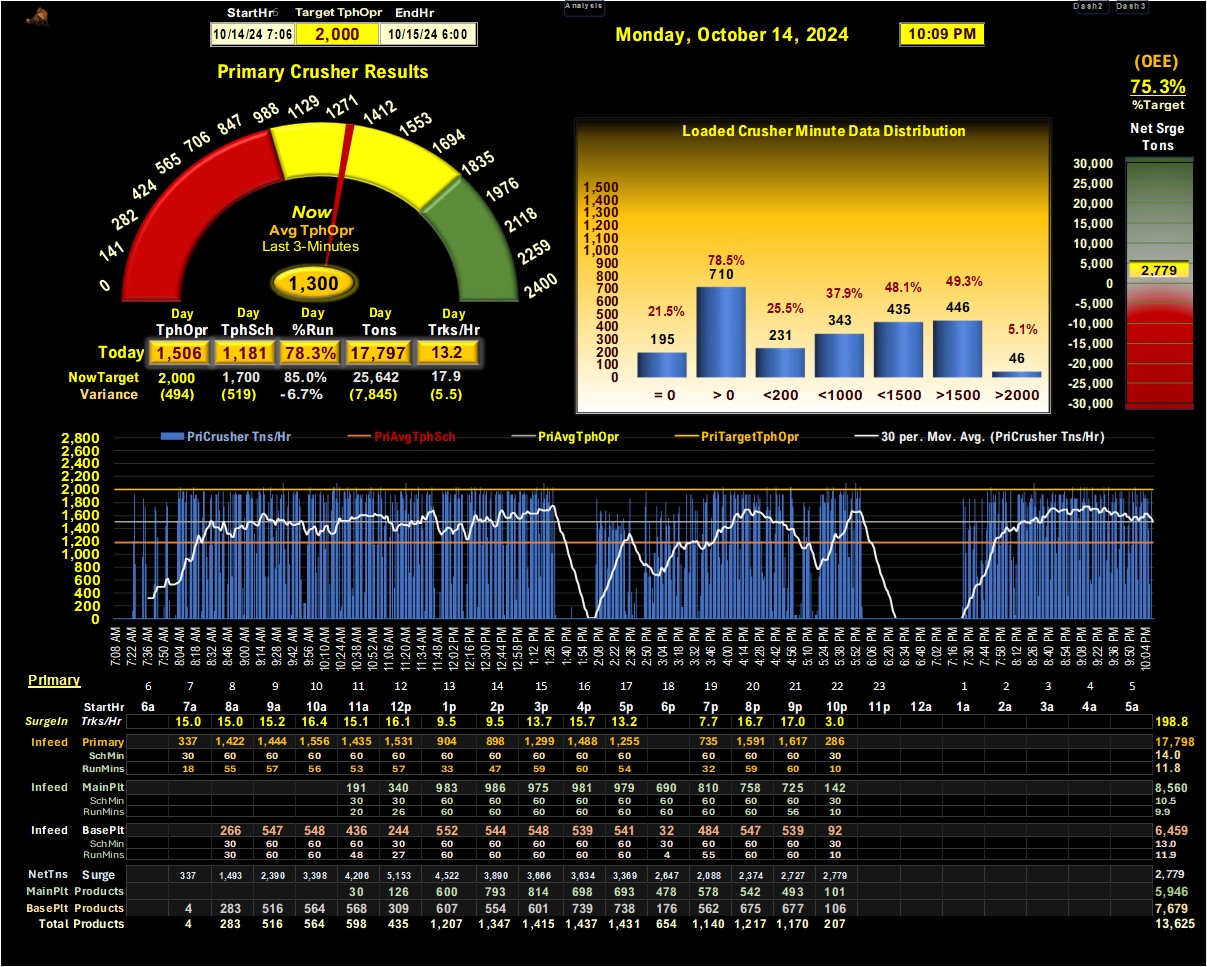 Analysis
Dash2 Dash3
StartHr6 Target TphOpr EndHr
10/14/24 7:06 2,000 10/15/24 6:00
Monday, October 14, 2024
10:09 PM
(OEE)
75.3%
%Target
Net Srge
Tons
30,000
25,000
20,000
15,000
10,000
5,000
2,779
0
-5,000
-10,000
-15,000
-20,000
-25,000
-30,000
Primary Crusher Results
0 141 282 424 565 706 847 988 1129 1271 1412 1553 1694 1835 1976 2118 2259 2400
Now
Avg TphOpr
Last 3-Minutes
1,300
Day Day Day Day Day
TphOpr TphSch %Run Tons Trks/Hr
Today 1,506 1,181 78.3% 17,797 13.2
NowTarget 2,000 1,700 85.0% 25,642 17.9
Variance (494) (519) -6.7% (7,845) (5.5)
Loaded Crusher Minute Data Distribution
1,500
1,400
1,300
1,200
1,100
1,000
900
800
700
600
500
400
300
200
100
0
21.5% 78.5% 25.5% 37.9% 48.1% 49.3% 5.1%
195 710 231 343 435 446 46
= 0 > 0 <200 <1000 <1500 >1500 >2000
PriCrusher Tns/Hr PriAvgTphSch PriAvgTphOpr PriTargetTphOpr 30 per. Mov. Avg. (PriCrusher Tns/Hr)
2,800
2,600
2,400
2,200
2,000
1,800
1,600
1,400
1,200
1,000
800
600
400
200
0
7:08 AM 7:22 AM 7:36 AM 7:50 AM 8:04 AM 8:18 AM 8:32 AM 8:46 AM 9:00 AM 9:14 AM 9:28 AM 9:42 AM 9:56 AM 10:10 AM 10:24 AM 10:38 AM 10:52 AM 11:06 AM 11:20 AM 11:34 AM 11:48 AM 12:02 PM 12:16 PM 12:30 PM 12:44 PM 12:58 PM 1:12 PM 1:26 PM 1:40 PM 1:54 PM 2:08 PM 2:22 PM 2:36 PM 2:50 PM 3:04 PM 3:18 PM 3:32 PM 3:46 PM 4:00 PM 4:14 PM 4:28 PM 4:42 PM 4:56 PM 5:10 PM 5:24 PM 5:38 PM 5:52 PM 6:06 PM 6:20 PM 6:34 PM 6:48 PM 7:02 PM 7:16 PM 7:30 PM 7:44 PM 7:58 PM 8:12 PM 8:26 PM 8:40 PM 8:54 PM 9:08 PM 9:22 PM 9:36 PM 9:50 PM 10:04 PM
Primary
6 7 8 9 10 11 12 13 14 15 16 17 18 19 20 21 22 23 1 2 3 4 5
StartHr 6a 7a 8a 9a 10a 11a 12p 1p 2p 3p 4p 5p 6p 7p 8p 9p 10p 11p 12a 1a 2a 3a 4a 5a
SurgeIn Trks/Hr 15.0 15.0 15.2 16.4 15.1 16.1 9.5 9.5 13.7 15.7 13.2 7.7 16.7 17.0 3.0 198.8
Infeed Primary 337 1,422 1,444 1,556 1,435 1,531 904 898 1,299 1,488 1,255 735 1,591 1,617 286 17,798
SchMin 30 60 60 60 60 60 60 60 60 60 60 60 60 60 30 14.0
RunMins 18 55 57 56 53 57 33 47 59 60 54 32 59 60 10 11.8
Infeed MainPlt 191 340 983 986 975 981 979 690 810 758 725 142 8,560
SchMin 30 30 60 60 60 60 60 60 60 60 60 30 10.5
RunMins 20 26 60 60 60 60 60 60 60 60 56 10 9.9
Infeed BasePlt 266 547 548 436 244 552 544 548 539 541 32 484 547 539 92 6,459
SchMin 30 60 60 60 30 60 60 60 60 60 30 60 60 60 30 13.0
RunMins 30 60 60 48 27 60 60 60 60 60 4 55 60 60 10 11.9
NetTns Surge 337 1,493 2,390 3,398 4,206 5,153 4,522 3,890 3,666 3,634 3,369 2,647 2,088 2,374 2,727 2,779 2,779
MainPlt Products 30 126 600 793 814 698 693 478 578 542 493 101 5,946
BasePlt Products 4 283 516 564 568 309 607 554 601 739 738 176 562 675 677 106 7,679
Total Products 4 283 516 564 598 435 1,207 1,347 1,415 1,437 1,431 654 1,140 1,217 1,170 207 13,625